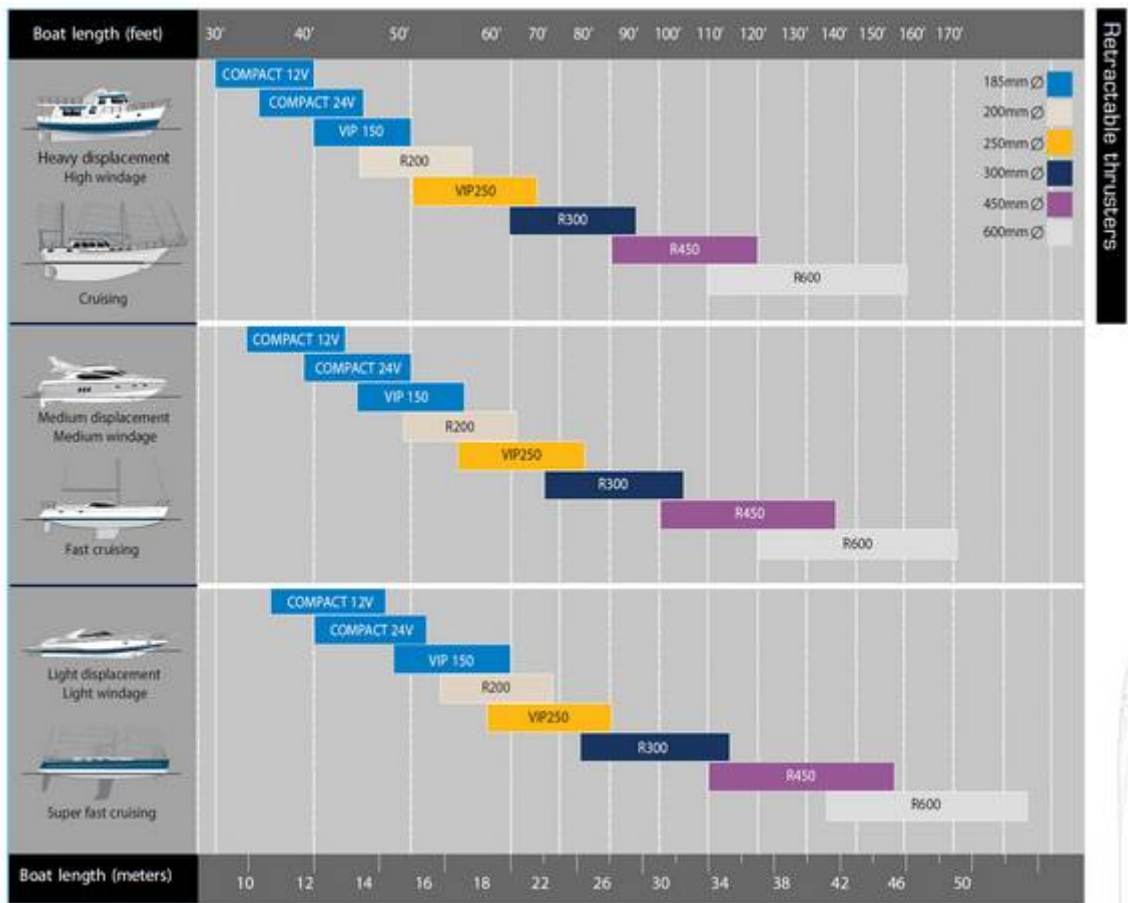 Boat length (feet) 30' 40' 50' 60' 70' 80' 90' 100' 110' 120' 130' 140' 150' 160' 170'
Retractable thrusters
185mm Ø
200mm Ø
250mm Ø
300mm Ø
450mm Ø
600mm Ø
Heavy displacement
High windage
Cruising
COMPACT 12V
COMPACT 24V
VIP 150
R200
VIP250
R300
R450
R600
Medium displacement
Medium windage
Fast cruising
COMPACT 12V
COMPACT 24V
VIP 150
R200
VIP250
R300
R450
R600
Light displacement
Light windage
Super fast cruising
COMPACT 12V
COMPACT 24V
VIP 150
R200
VIP250
R300
R450
R600
Boat length (meters) 10 12 14 16 18 22 26 30 34 38 42 46 50